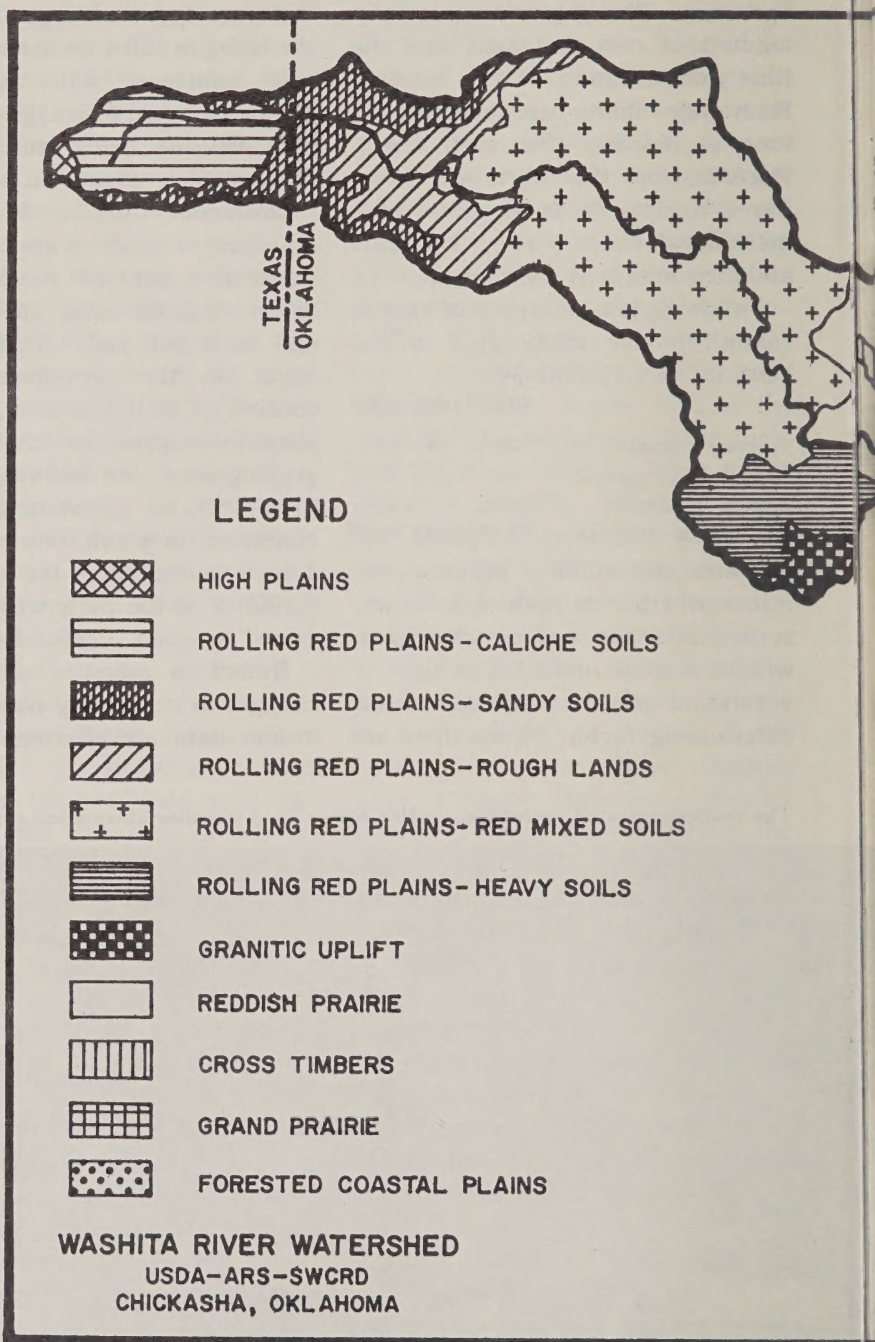 TEXAS
OKLAHOMA
LEGEND
HIGH PLAINS
ROLLING RED PLAINS-CALICHE SOILS
ROLLING RED PLAINS-SANDY SOILS
ROLLING RED PLAINS-ROUGH LANDS
ROLLING RED PLAINS-RED MIXED SOILS
ROLLING RED PLAINS-HEAVY SOILS
GRANITIC UPLIFT
REDDISH PRAIRIE
CROSS TIMBERS
GRAND PRAIRIE
FORESTED COASTAL PLAINS
WASHITA RIVER WATERSHED
USDA-ARS-SWCRD
CHICKASHA, OKLAHOMA